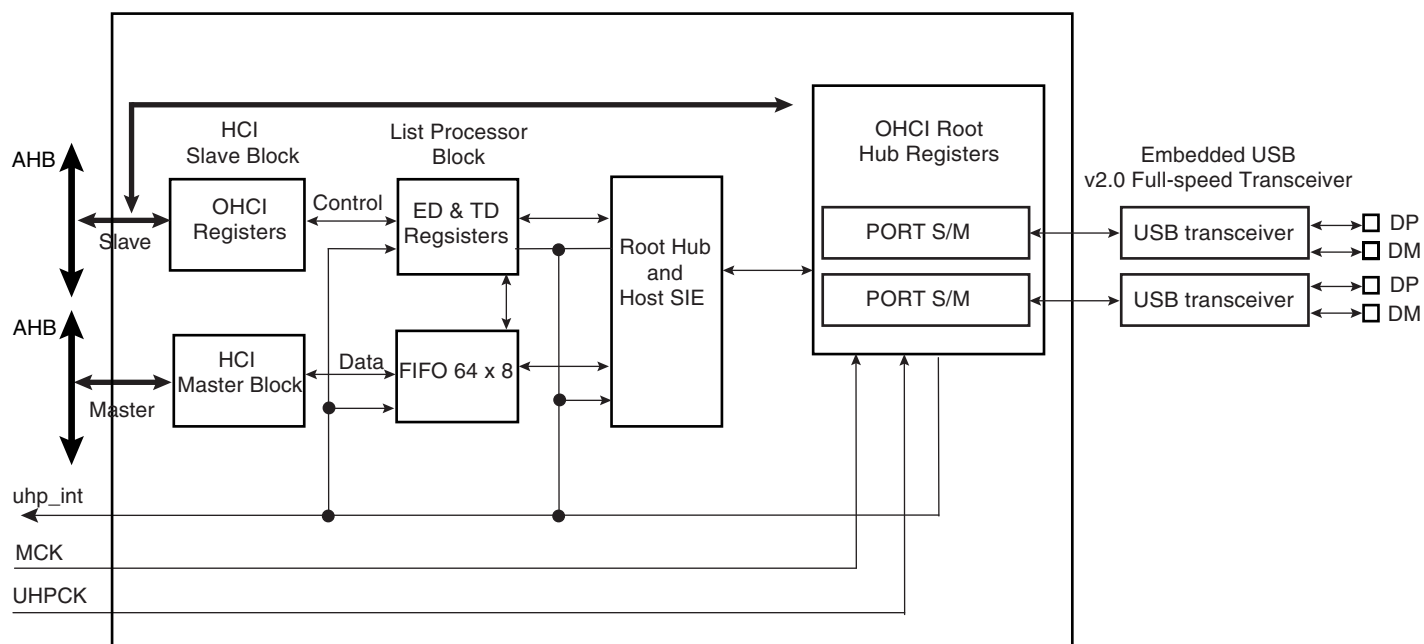 HCI
Slave Block
List Processor
Block
OHCI Root
Hub Registers
Embedded USB
v2.0 Full-speed Transceiver
AHB
Slave
OHCI
Registers
Control
ED & TD
Regsisters
Root Hub
and
Host SIE
PORT S/M
USB transceiver
DP
DM
PORT S/M
USB transceiver
DP
DM
AHB
Master
HCI
Master Block
Data
FIFO 64 x 8
uhp_int
MCK
UHPCK